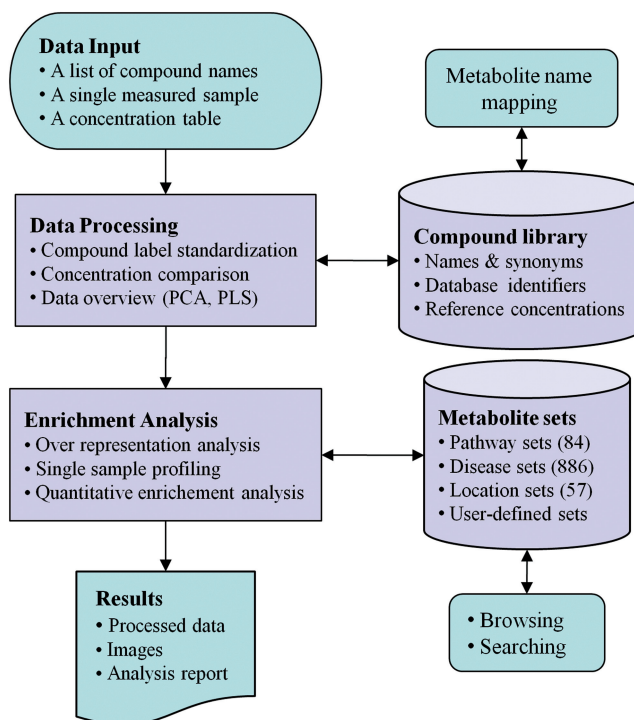 Data Input
• A list of compound names
• A single measured sample
• A concentration table
Metabolite name
mapping
Data Processing
• Compound label standardization
• Concentration comparison
• Data overview (PCA, PLS)
Compound library
• Names & synonyms
• Database identifiers
• Reference concentrations
Enrichment Analysis
• Over representation analysis
• Single sample profiling
• Quantitative enrichement analysis
Metabolite sets
• Pathway sets (84)
• Disease sets (886)
• Location sets (57)
• User-defined sets
Results
• Processed data
• Images
• Analysis report
• Browsing
• Searching